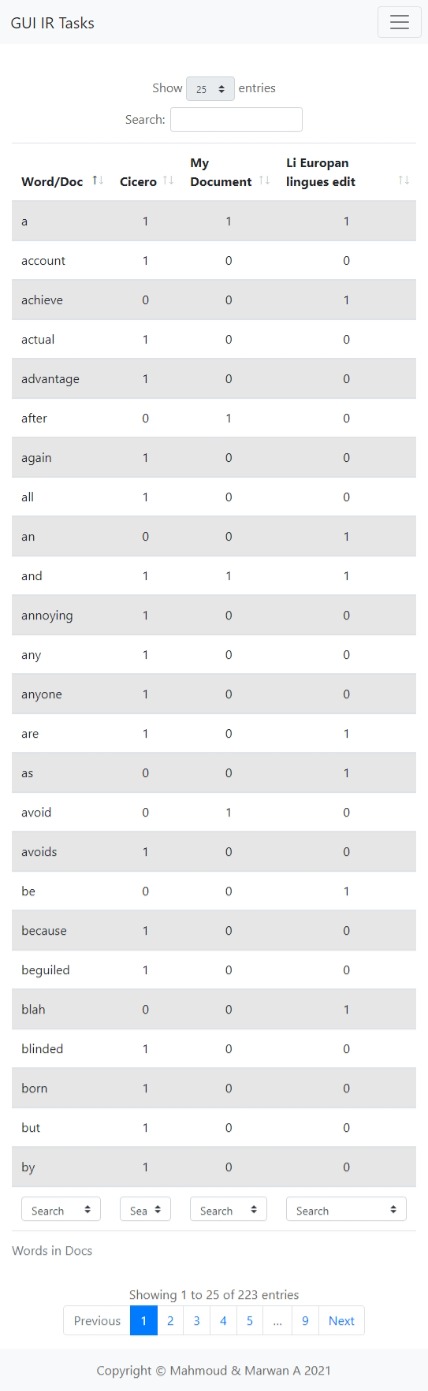 GUI IR Tasks
Show 25 entries
Search:
Word/Doc Cicero My Document Li Europan lingues edit
a 1 1 1
account 1 0 0
achieve 0 0 1
actual 1 0 0
advantage 1 0 0
after 0 1 0
again 1 0 0
all 1 0 0
an 0 0 1
and 1 1 1
annoying 1 0 0
any 1 0 0
anyone 1 0 0
are 1 0 1
as 0 0 1
avoid 0 1 0
avoids 1 0 0
be 0 0 1
because 1 0 0
beguiled 1 0 0
blah 0 0 1
blinded 1 0 0
born 1 0 0
but 1 0 0
by 1 0 0
Search Sea Search Search
Words in Docs
Showing 1 to 25 of 223 entries
Previous 1 2 3 4 5 … 9 Next
Copyright © Mahmoud & Marwan A 2021